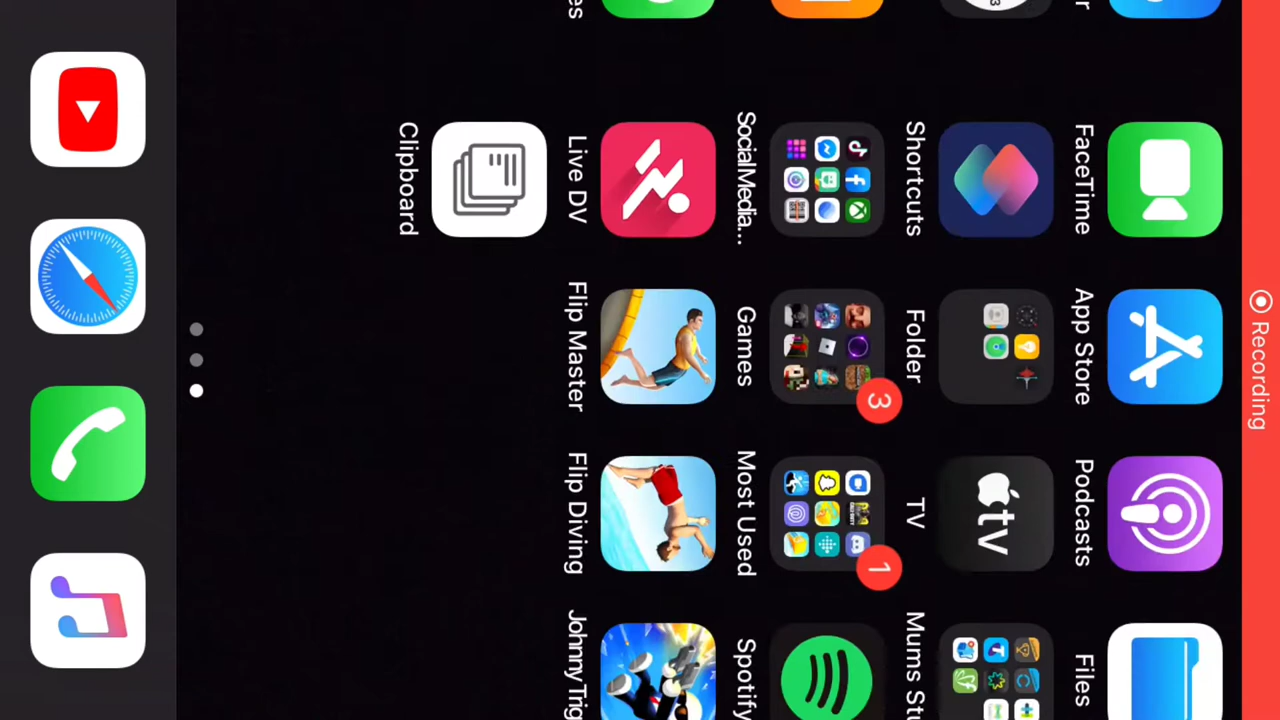 Recording
FaceTime
App Store
Podcasts
Files
Shortcuts
Folder
tv
TV
SocialMedia...
Games
3
Most Used
1
Spotify
Live DV
Flip Master
Flip Diving
Clipboard